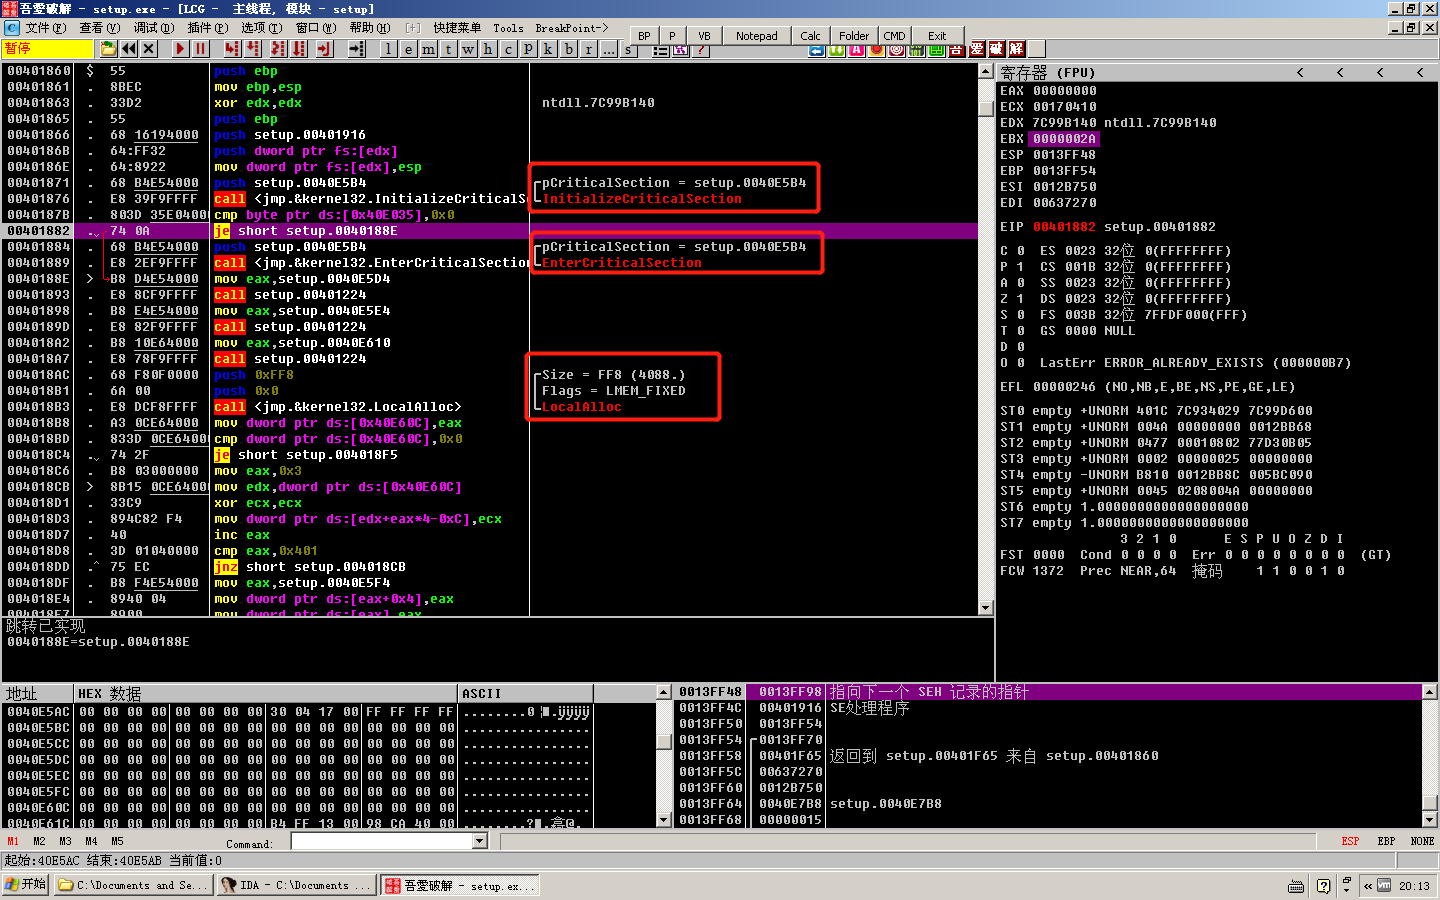 吾爱破解 - setup.exe - [LCG - 主线程, 模块 - setup]
文件(F) 查看(V) 调试(D) 插件(P) 选项(T) 窗口(W) 帮助(H) [+] 快捷菜单 Tools BreakPoint->
BP P VB Notepad Calc Folder CMD Exit
暂停 l e m t w h c p k b r ... s
00401860 $ 55 push ebp
00401861 . 8BEC mov ebp,esp
00401863 . 33D2 xor edx,edx ntdll.7C99B140
00401865 . 55 push ebp
00401866 . 68 16194000 push setup.00401916
0040186B . 64:FF32 push dword ptr fs:[edx]
0040186E . 64:8922 mov dword ptr fs:[edx],esp
00401871 . 68 B4E54000 push setup.0040E5B4 pCriticalSection = setup.0040E5B4
00401876 . E8 39F9FFFF call <jmp.&kernel32.InitializeCriticalS InitializeCriticalSection
0040187B . 803D 35E04000 cmp byte ptr ds:[0x40E035],0x0
00401882 . 74 0A je short setup.0040188E
00401884 . 68 B4E54000 push setup.0040E5B4 pCriticalSection = setup.0040E5B4
00401889 . E8 2EF9FFFF call <jmp.&kernel32.EnterCriticalSection EnterCriticalSection
0040188E > B8 D4E54000 mov eax,setup.0040E5D4
00401893 . E8 8CF9FFFF call setup.00401224
00401898 . B8 E4E54000 mov eax,setup.0040E5E4
0040189D . E8 82F9FFFF call setup.00401224
004018A2 . B8 10E64000 mov eax,setup.0040E610
004018A7 . E8 78F9FFFF call setup.00401224
004018AC . 68 F80F0000 push 0xFF8 Size = FF8 (4088.)
004018B1 . 6A 00 push 0x0 Flags = LMEM_FIXED
004018B3 . E8 DCF8FFFF call <jmp.&kernel32.LocalAlloc> LocalAlloc
004018B8 . A3 0CE64000 mov dword ptr ds:[0x40E60C],eax
004018BD . 833D 0CE64000 cmp dword ptr ds:[0x40E60C],0x0
004018C4 . 74 2F je short setup.004018F5
004018C6 . B8 03000000 mov eax,0x3
004018CB > 8B15 0CE64000 mov edx,dword ptr ds:[0x40E60C]
004018D1 . 33C9 xor ecx,ecx
004018D3 . 894C82 F4 mov dword ptr ds:[edx+eax*4-0xC],ecx
004018D7 . 40 inc eax
004018D8 . 3D 01040000 cmp eax,0x401
004018DD .^ 75 EC jnz short setup.004018CB
004018DF . B8 F4E54000 mov eax,setup.0040E5F4
004018E4 . 8940 04 mov dword ptr ds:[eax+0x4],eax
004018E7 . 8900 mov dword ptr ds:[eax],eax
跳转已实现
0040188E=setup.0040188E
寄存器 (FPU) < < < <
EAX 00000000
ECX 00170410
EDX 7C99B140 ntdll.7C99B140
EBX 0000002A
ESP 0013FF48
EBP 0013FF54
ESI 0012B750
EDI 00637270
EIP 00401882 setup.00401882
C 0 ES 0023 32位 0(FFFFFFFF)
P 1 CS 001B 32位 0(FFFFFFFF)
A 0 SS 0023 32位 0(FFFFFFFF)
Z 1 DS 0023 32位 0(FFFFFFFF)
S 0 FS 003B 32位 7FFDF000(FFF)
T 0 GS 0000 NULL
D 0
O 0 LastErr ERROR_ALREADY_EXISTS (000000B7)
EFL 00000246 (NO,NB,E,BE,NS,PE,GE,LE)
ST0 empty +UNORM 401C 7C934029 7C99D600
ST1 empty +UNORM 004A 00000000 0012BB68
ST2 empty +UNORM 0477 00010802 77D30B05
ST3 empty +UNORM 0002 00000025 00000000
ST4 empty -UNORM B810 0012BB8C 005BC090
ST5 empty +UNORM 0045 0208004A 00000000
ST6 empty 1.0000000000000000000
ST7 empty 1.0000000000000000000
3 2 1 0 E S P U O Z D I
FST 0000 Cond 0 0 0 0 Err 0 0 0 0 0 0 0 0 (GT)
FCW 1372 Prec NEAR,64 掩码 1 1 0 0 1 0
地址 HEX 数据 ASCII
0040E5AC 00 00 00 00 00 00 00 00 30 04 17 00 FF FF FF FF
0040E5BC 00 00 00 00 00 00 00 00 00 00 00 00 00 00 00 00 ................
0040E5CC 00 00 00 00 00 00 00 00 00 00 00 00 00 00 00 00 ................
0040E5DC 00 00 00 00 00 00 00 00 00 00 00 00 00 00 00 00 ................
0040E5EC 00 00 00 00 00 00 00 00 00 00 00 00 00 00 00 00 ................
0040E5FC 00 00 00 00 00 00 00 00 00 00 00 00 00 00 00 00 ................
0040E60C 00 00 00 00 00 00 00 00 00 00 00 00 00 00 00 00 ................
0040E61C 00 00 00 00 00 00 00 00 B4 FF 13 00 98 CA 40 00
0013FF48 0013FF98 指向下一个 SEH 记录的指针
0013FF4C 00401916 SE处理程序
0013FF50 0013FF54
0013FF54 0013FF70
0013FF58 00401F65 返回到 setup.00401F65 来自 setup.00401860
0013FF5C 00637270
0013FF60 0012B750
0013FF64 0040E7B8 setup.0040E7B8
0013FF68 00000015
M1 M2 M3 M4 M5 Command: ESP EBP NONE
起始:40E5AC 结束:40E5AB 当前值:0
开始 C:\Documents and Se... IDA - C:\Documents ... 吾爱破解 - setup.ex... 20:13